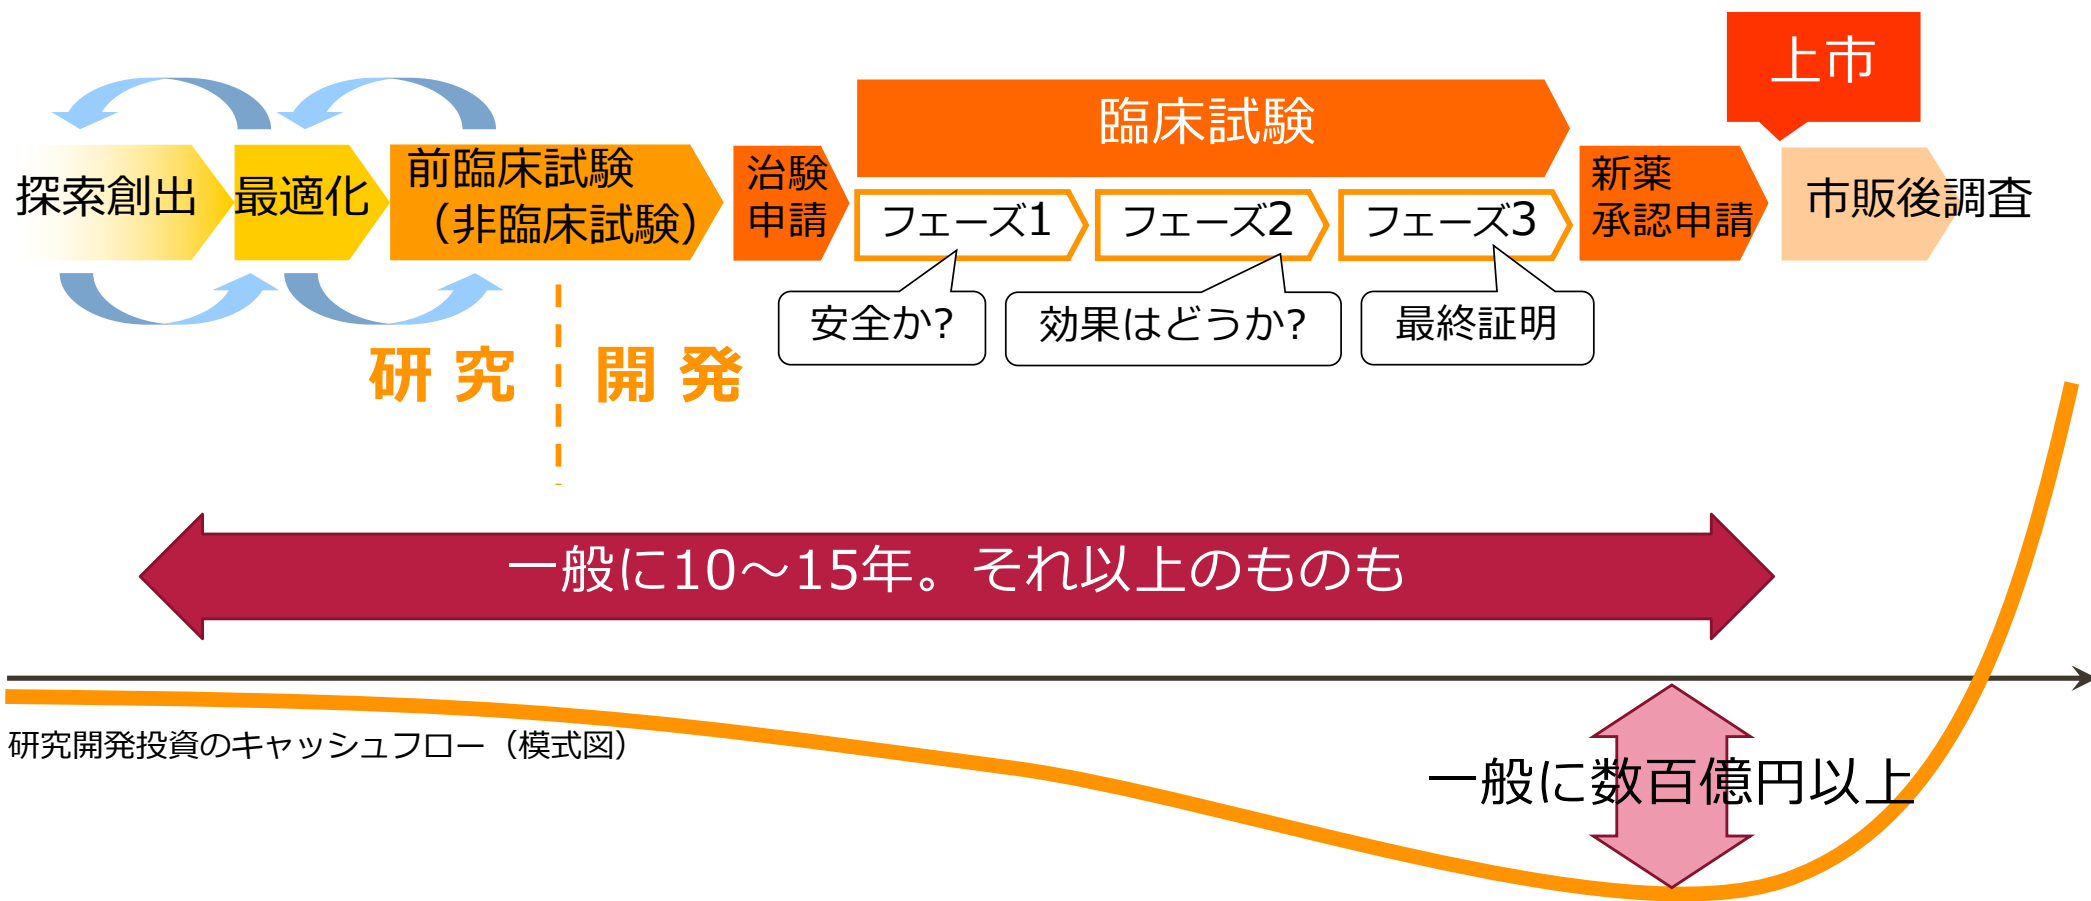 上市
臨床試験
探索創出
最適化
前臨床試験
（非臨床試験）
治験
申請
フェーズ1
フェーズ2
フェーズ3
新薬
承認申請
市販後調査
安全か?
効果はどうか?
最終証明
研 究
開 発
一般に10～15年。それ以上のものも
研究開発投資のキャッシュフロー（模式図）
一般に数百億円以上